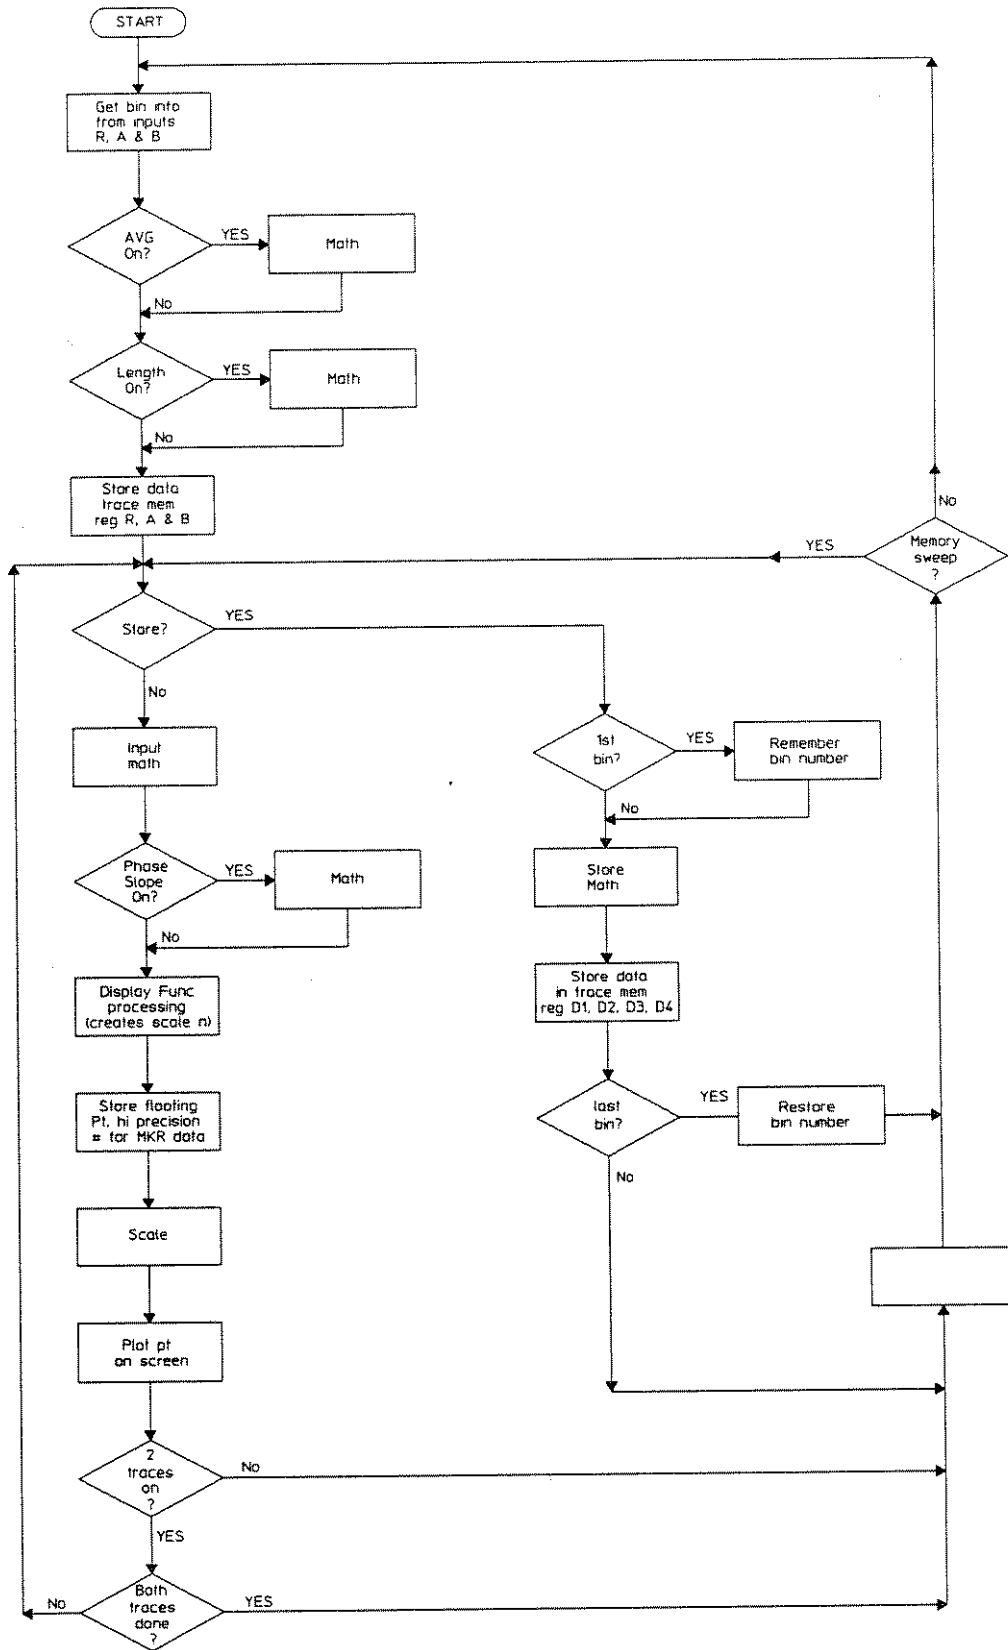 START
Get bin into
from inputs
R, A & B
AVG
On?
YES
Math
No
Length
On?
YES
Math
No
Store data
trace mem
reg R, A & B
No
Memory
sweep
?
YES
Store?
YES
No
Input
math
1st
bin?
YES
Remember
bin number
No
Store
Math
Phase
Slope
On?
YES
Math
No
Store data
in trace mem
reg D1, D2, D3, D4
Display Func
processing
(creates scale n)
last
bin?
YES
Restore
bin number
No
Store floating
Pt, hi precision
# for MKR data
Scale
Plot pt
on screen
2
traces
on
?
No
YES
Both
traces
done
?
No
YES